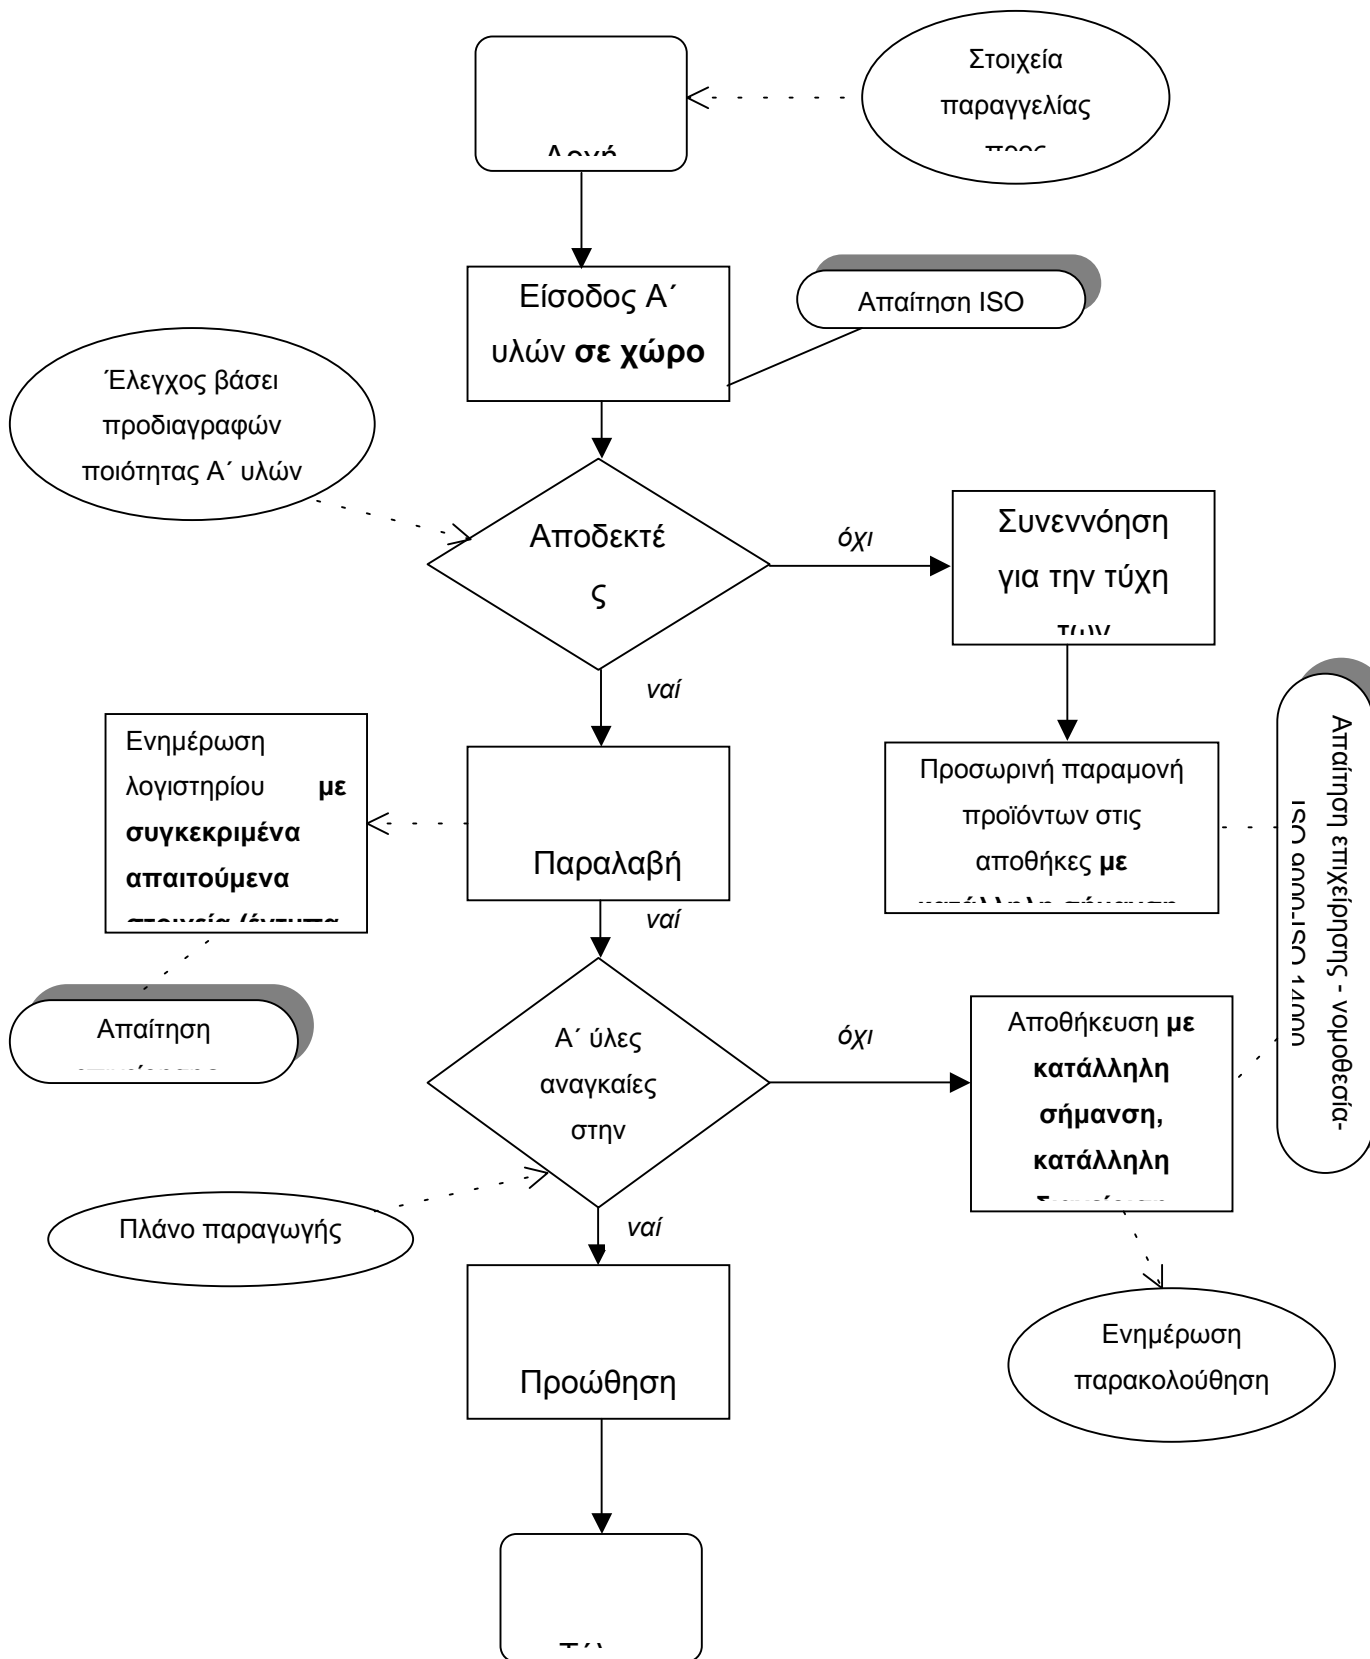 Στοιχεία
παραγγελίας
Είσοδος Α΄
υλών σε χώρο
Απαίτηση ISO
Έλεγχος βάσει
προδιαγραφών
ποιότητας Α΄ υλών
Αποδεκτέ
ς
όχι
Συνεννόηση
για την τύχη
των
ναί
Ενημέρωση
λογιστηρίου με
συγκεκριμένα
απαιτούμενα
Παραλαβή
Προσωρινή παραμονή
προϊόντων στις
αποθήκες με
Απαίτηση επιχείρησης - νομοθεσία-
ναί
Απαίτηση
Α΄ ύλες
αναγκαίες
στην
όχι
Αποθήκευση με
κατάλληλη
σήμανση,
κατάλληλη
Πλάνο παραγωγής
ναί
Προώθηση
Ενημέρωση
παρακολούθηση